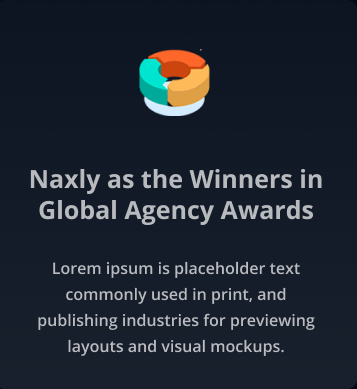 Naxly as the Winners in
Global Agency Awards
Lorem ipsum is placeholder text
commonly used in print, and
publishing industries for previewing
layouts and visual mockups.